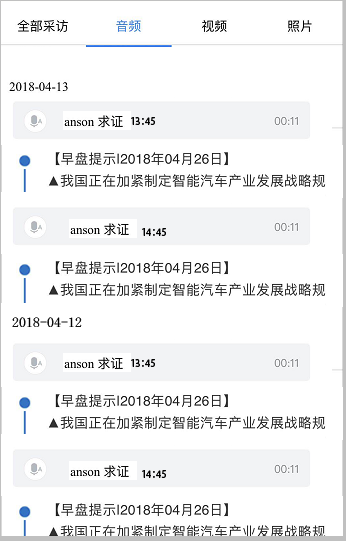 全部采访 音频 视频 照片
2018-04-13
anson 求证 13:45 00:11
【早盘提示|2018年04月26日】
▲我国正在加紧制定智能汽车产业发展战略规
anson 求证 14:45 00:11
【早盘提示|2018年04月26日】
▲我国正在加紧制定智能汽车产业发展战略规
2018-04-12
anson 求证 13:45 00:11
【早盘提示|2018年04月26日】
▲我国正在加紧制定智能汽车产业发展战略规
anson 求证 14:45 00:11
【早盘提示|2018年04月26日】
▲我国正在加紧制定智能汽车产业发展战略规